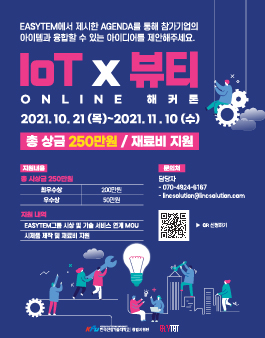 EASYTEM에서 제시한 AGENDA를 통해 참가기업의
아이템과 융합할 수 있는 아이디어를 제안해주세요.
IoT x 뷰티
ONLINE 해커톤
2021.10.21(목)~2021.11.10(수)
총 상금 250만원 / 재료비 지원
지원내용
총 시상금 250만원
최우수상 200만원
우수상 50만원
지원 내역
EASYTEM그룹 시상 및 기술 서비스 연계 MOU
시제품 제작 및 재료비 지원
문의처
담당자
- 070-4924-6167
- lincsolution@lincsolution.com
▶ QR 신청하기